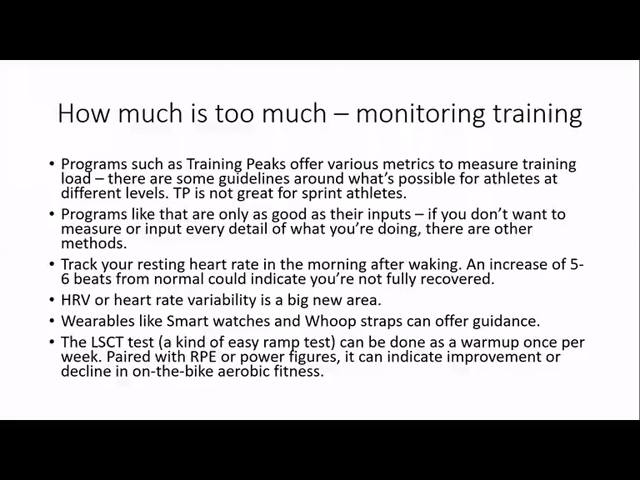 How much is too much – monitoring training
• Programs such as Training Peaks offer various metrics to measure training
load – there are some guidelines around what’s possible for athletes at
different levels. TP is not great for sprint athletes.
• Programs like that are only as good as their inputs – if you don’t want to
measure or input every detail of what you’re doing, there are other
methods.
• Track your resting heart rate in the morning after waking. An increase of 5-
6 beats from normal could indicate you’re not fully recovered.
• HRV or heart rate variability is a big new area.
• Wearables like Smart watches and Whoop straps can offer guidance.
• The LSCT test (a kind of easy ramp test) can be done as a warmup once per
week. Paired with RPE or power figures, it can indicate improvement or
decline in on-the-bike aerobic fitness.